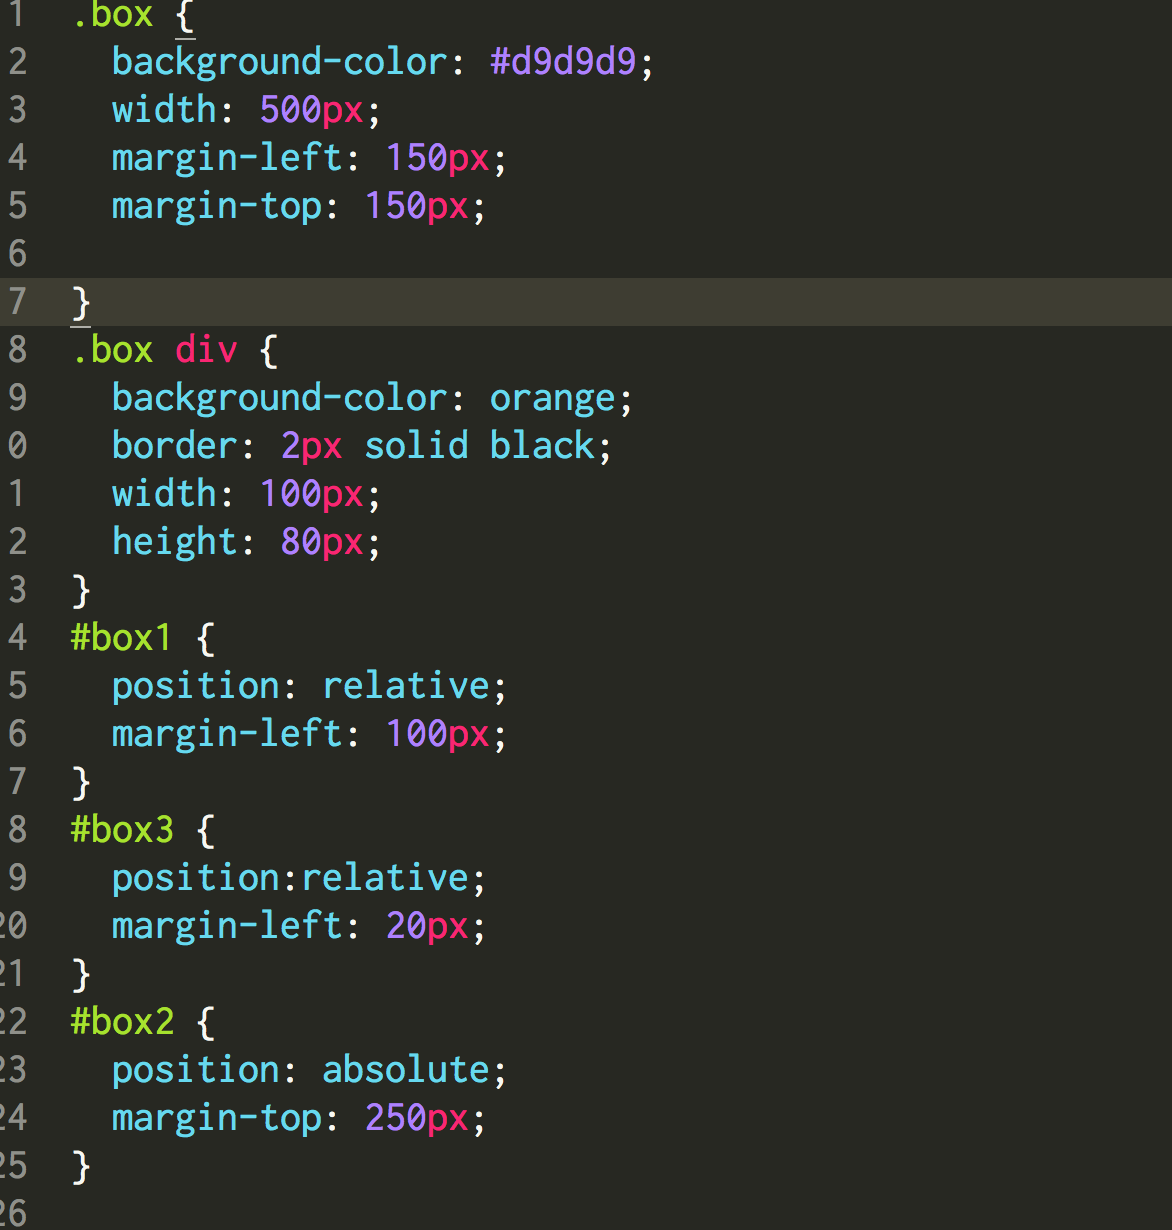 1 .box {
2 background-color: #d9d9d9;
3 width: 500px;
4 margin-left: 150px;
5 margin-top: 150px;
6
7 }
8 .box div {
9 background-color: orange;
0 border: 2px solid black;
1 width: 100px;
2 height: 80px;
3 }
4 #box1 {
5 position: relative;
6 margin-left: 100px;
7 }
8 #box3 {
9 position:relative;
20 margin-left: 20px;
21 }
22 #box2 {
23 position: absolute;
24 margin-top: 250px;
25 }
26